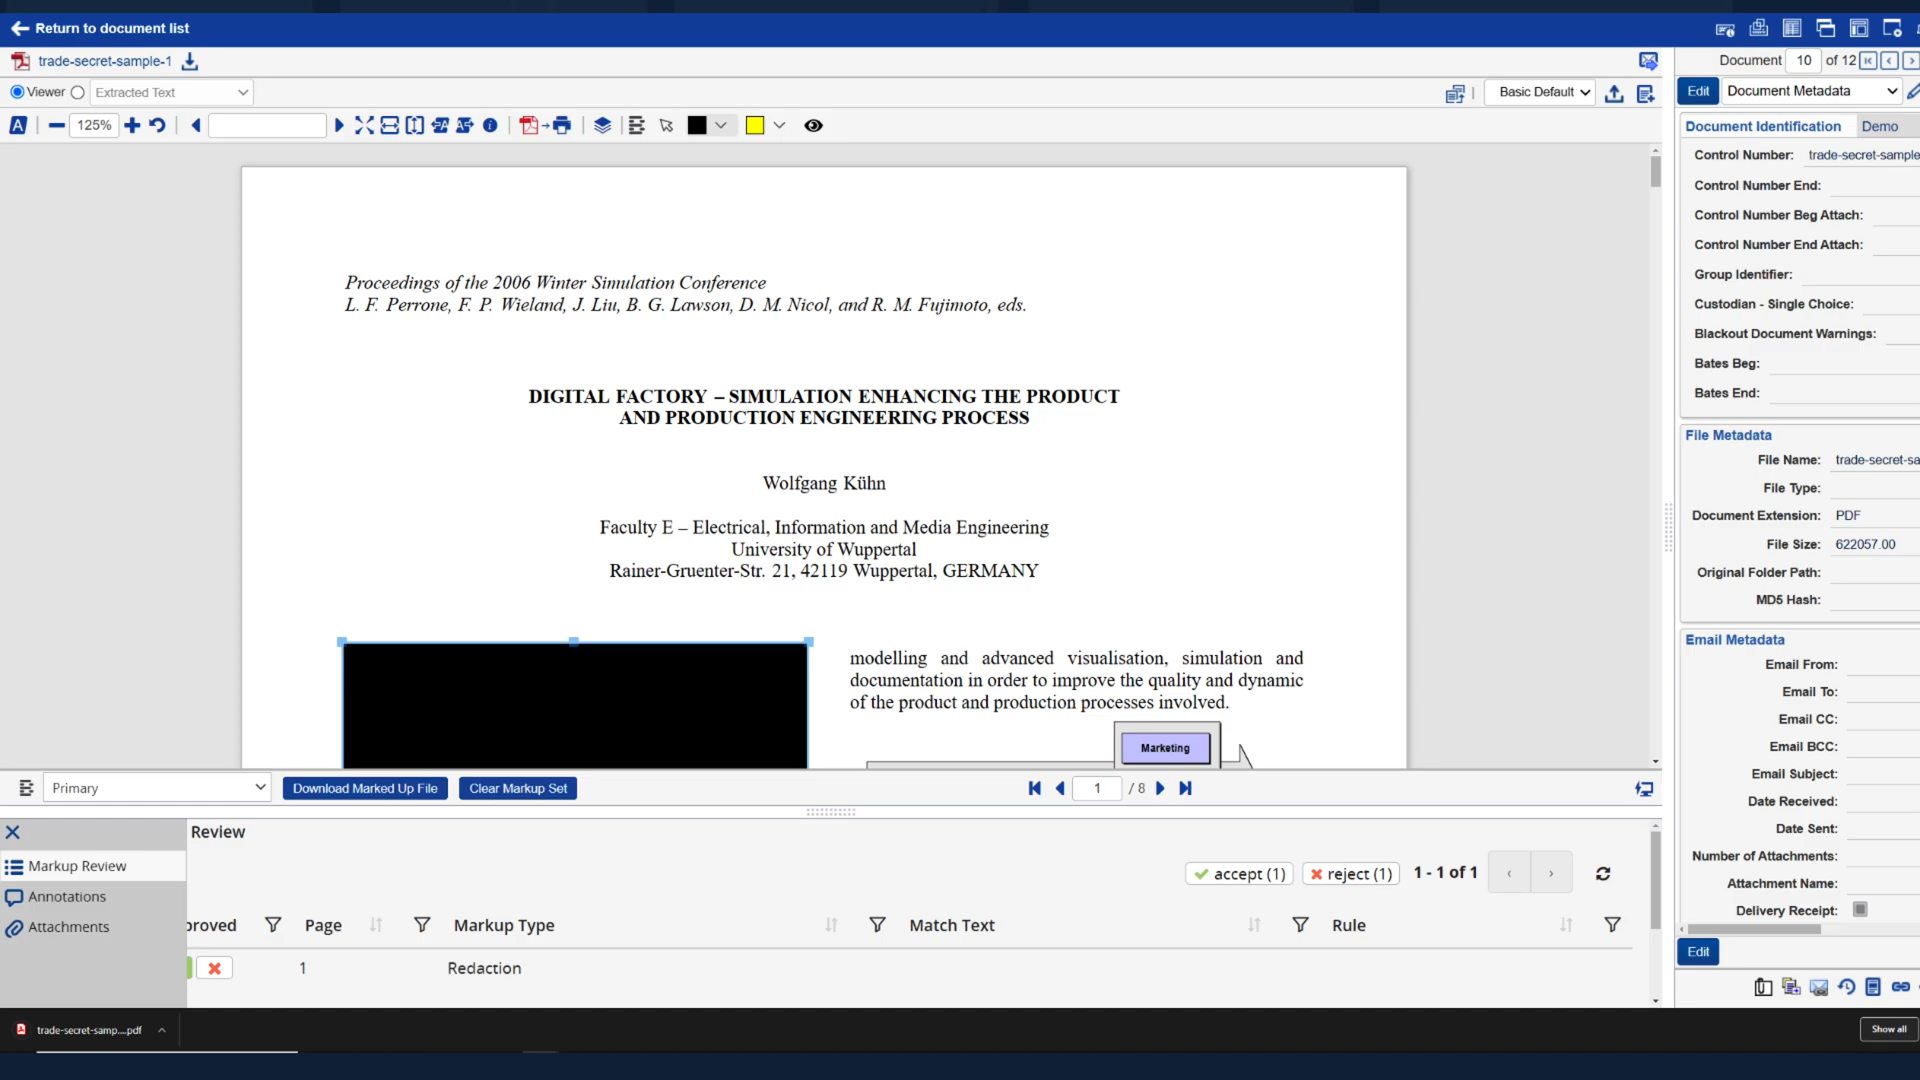 Return to document list
trade-secret-sample-1
Document 10 of 12
Viewer Extracted Text
Basic Default
Edit Document Metadata
125%
Document Identification Demo
Control Number: trade-secret-sample
Control Number End:
Control Number Beg Attach:
Control Number End Attach:
Group Identifier:
Custodian - Single Choice:
Blackout Document Warnings:
Bates Beg:
Bates End:
File Metadata
File Name: trade-secret-sa
File Type:
Document Extension: PDF
File Size: 622057.00
Original Folder Path:
MD5 Hash:
Email Metadata
Email From:
Email To:
Email CC:
Email BCC:
Email Subject:
Date Received:
Date Sent:
Number of Attachments:
Attachment Name:
Delivery Receipt:
Edit
Proceedings of the 2006 Winter Simulation Conference
L. F. Perrone, F. P. Wieland, J. Liu, B. G. Lawson, D. M. Nicol, and R. M. Fujimoto, eds.
DIGITAL FACTORY – SIMULATION ENHANCING THE PRODUCT
AND PRODUCTION ENGINEERING PROCESS
Wolfgang Kühn
Faculty E – Electrical, Information and Media Engineering
University of Wuppertal
Rainer-Gruenter-Str. 21, 42119 Wuppertal, GERMANY
modelling and advanced visualisation, simulation and
documentation in order to improve the quality and dynamic
of the product and production processes involved.
Marketing
Primary Download Marked Up File Clear Markup Set 1 / 8
Review
Markup Review
Annotations
Attachments
accept (1) reject (1) 1 - 1 of 1
proved Page Markup Type Match Text Rule
1 Redaction
trade-secret-samp....pdf
Show all